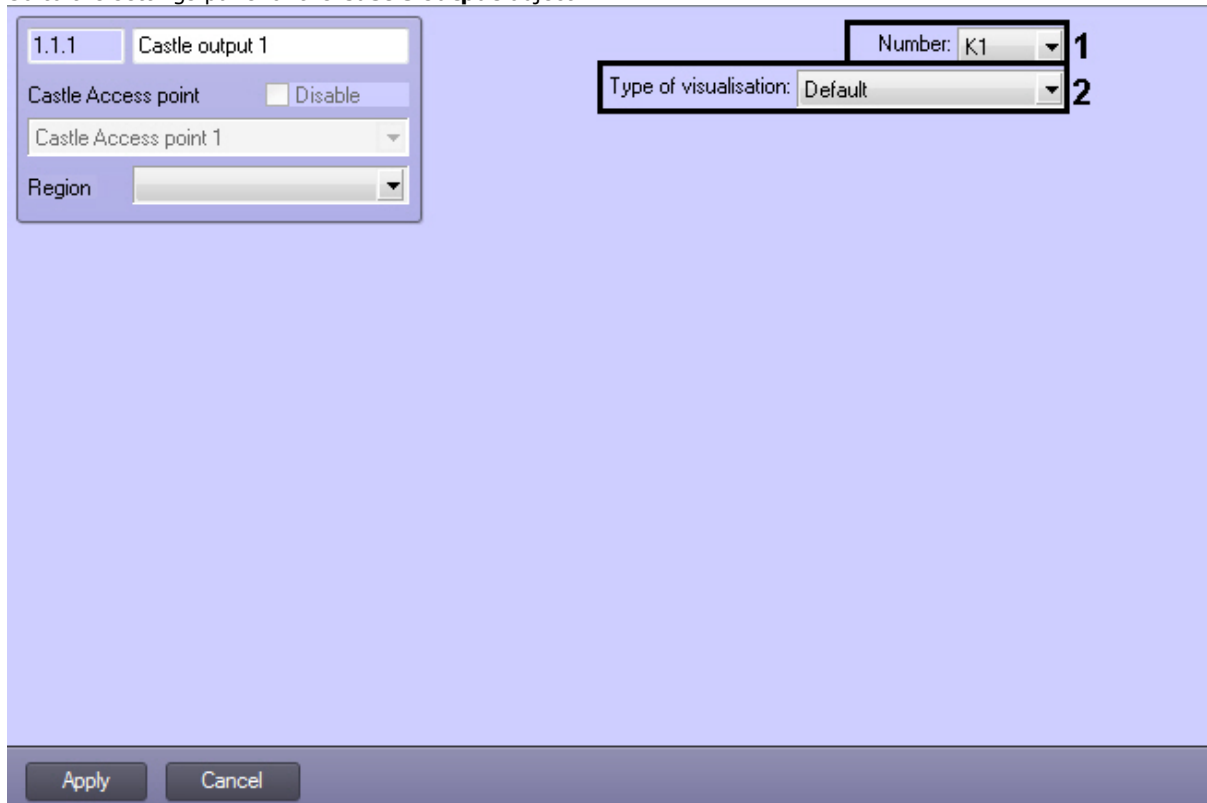 1.1.1 Castle output 1
Number: K1 1
Castle Access point Disable
Type of visualisation: Default 2
Castle Access point 1
Region
Apply Cancel